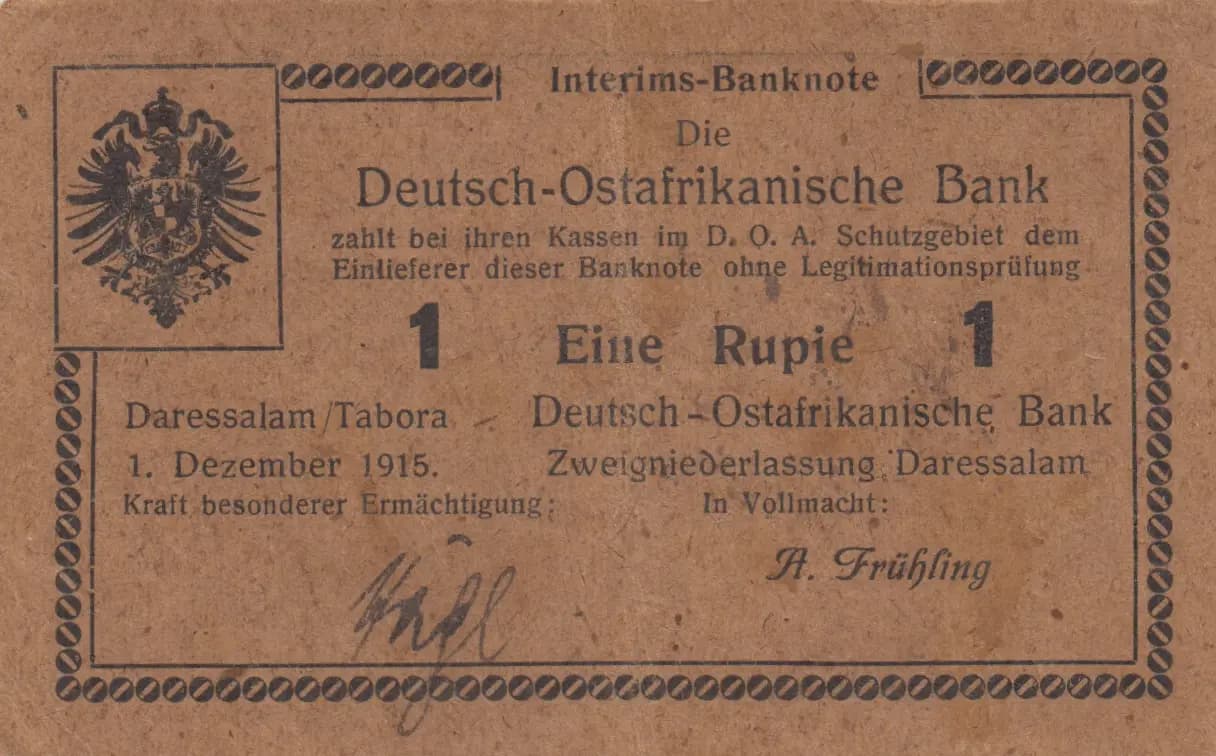 Interims-Banknote
Die
Deutsch-Ostafrikanische Bank
zahlt bei ihren Kassen im D. O. A. Schutzgebiet dem
Einlieferer dieser Banknote ohne Legitimationsprüfung
1 Eine Rupie 1
Daressalam/Tabora
1. Dezember 1915.
Kraft besonderer Ermächtigung:
Deutsch-Ostafrikanische Bank
Zweigniederlassung Daressalam
In Vollmacht:
A. Frühling